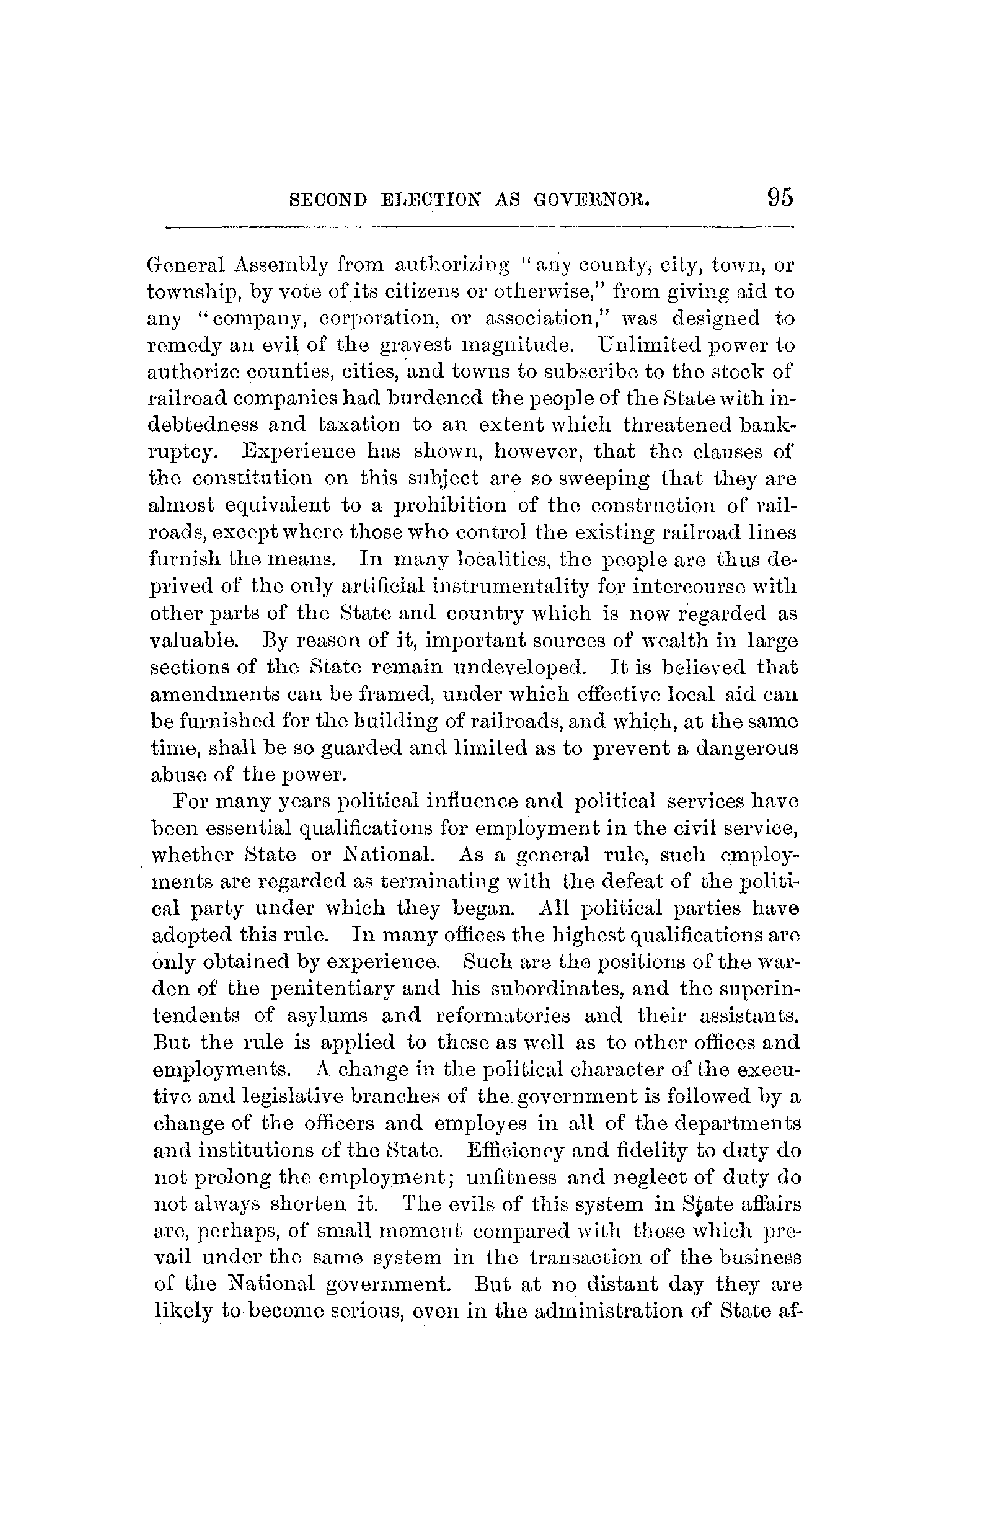 SECOND ELECTION AS GOVERNOR. 95
General Assembly from authorizing "any county, city, town, or
township, by vote of its citizens or otherwise," from giving aid to
any "company, corporation, or association," was designed to
remedy an evil of the gravest magnitude. Unlimited power to
authorize counties, cities, and towns to subscribe to the stock of
railroad companies had burdened the people of the State with in-
debtedness and taxation to an extent which threatened bank-
ruptcy. Experience has shown, however, that the clauses of
the constitution on this subject are so sweeping that they are
almost equivalent to a prohibition of the construction of rail-
roads, except where those who control the existing railroad lines
furnish the means. In many localities, the people are thus de-
prived of the only artificial instrumentality for intercourse with
other parts of the State and country which is now regarded as
valuable. By reason of it, important sources of wealth in large
sections of the State remain undeveloped. It is believed that
amendments can be framed, under which effective local aid can
be furnished for the building of railroads, and which, at the same
time, shall be so guarded and limited as to prevent a dangerous
abuse of the power.
For many years political influence and political services have
been essential qualifications for employment in the civil service,
whether State or National. As a general rule, such employ-
ments are regarded as terminating with the defeat of the politi-
cal party under which they began. All political parties have
adopted this rule. In many offices the highest qualifications are
only obtained by experience. Such are the positions of the war-
den of the penitentiary and his subordinates, and the superin-
tendents of asylums and reformatories and their assistants.
But the rule is applied to these as well as to other offices and
employments. A change in the political character of the execu-
tive and legislative branches of the government is followed by a
change of the officers and employes in all of the departments
and institutions of the State. Efficiency and fidelity to duty do
not prolong the employment; unfitness and neglect of duty do
not always shorten it. The evils of this system in State affairs
are, perhaps, of small moment compared with those which pre-
vail under the same system in the transaction of the business
of the National government. But at no distant day they are
likely to become serious, even in the administration of State af-